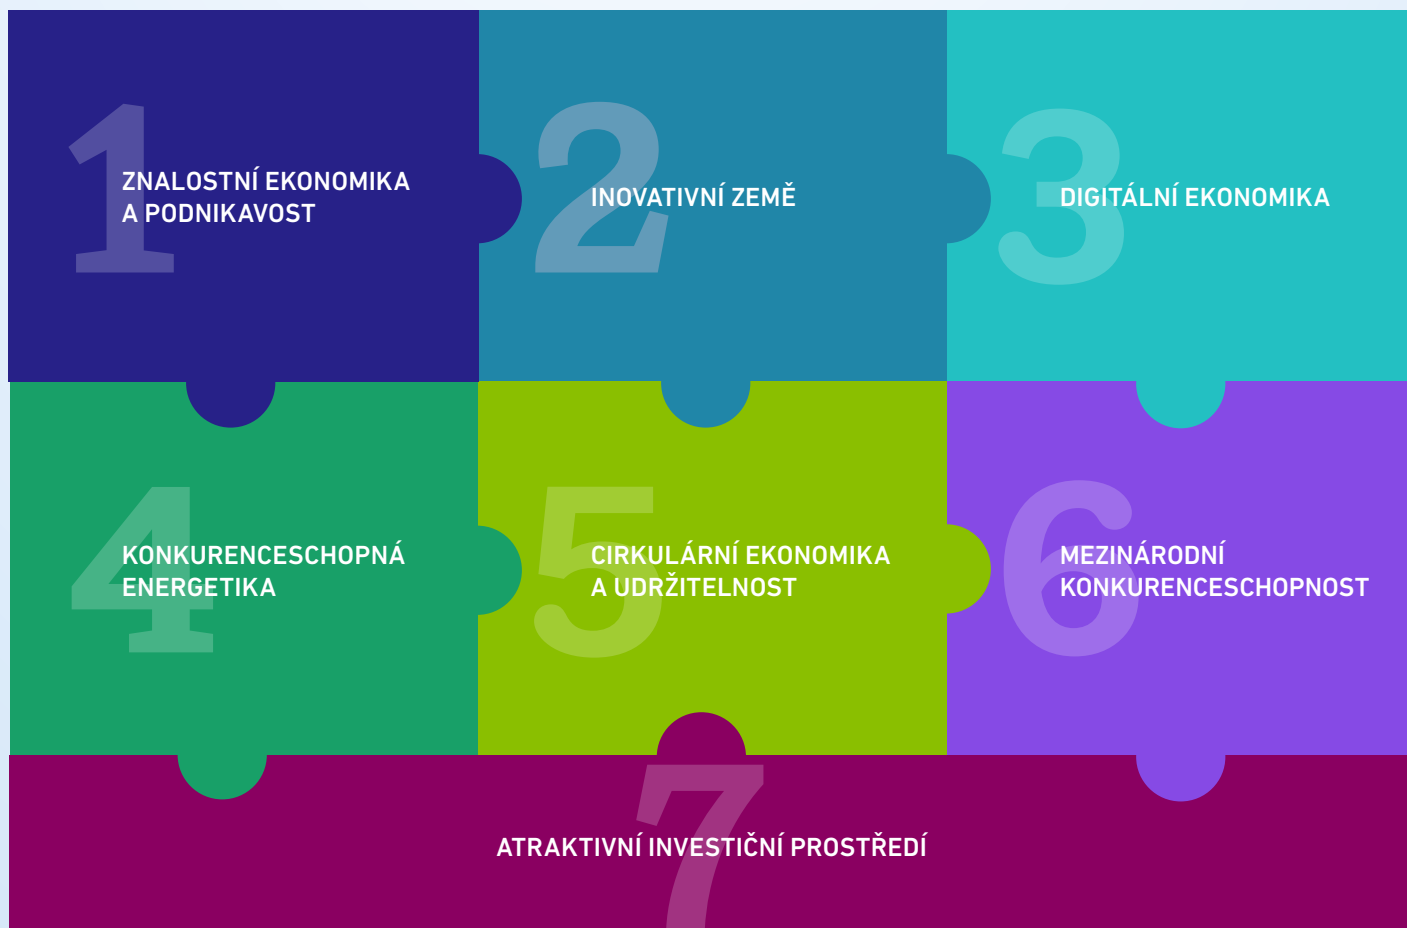 1
ZNALOSTNÍ EKONOMIKA
A PODNIKAVOST
2
INOVATIVNÍ ZEMĚ
3
DIGITÁLNÍ EKONOMIKA
4
KONKURENCESCHOPNÁ
ENERGETIKA
5
CIRKULÁRNÍ EKONOMIKA
A UDRŽITELNOST
6
MEZINÁRODNÍ
KONKURENCESCHOPNOST
7
ATRAKTIVNÍ INVESTIČNÍ PROSTŘEDÍ